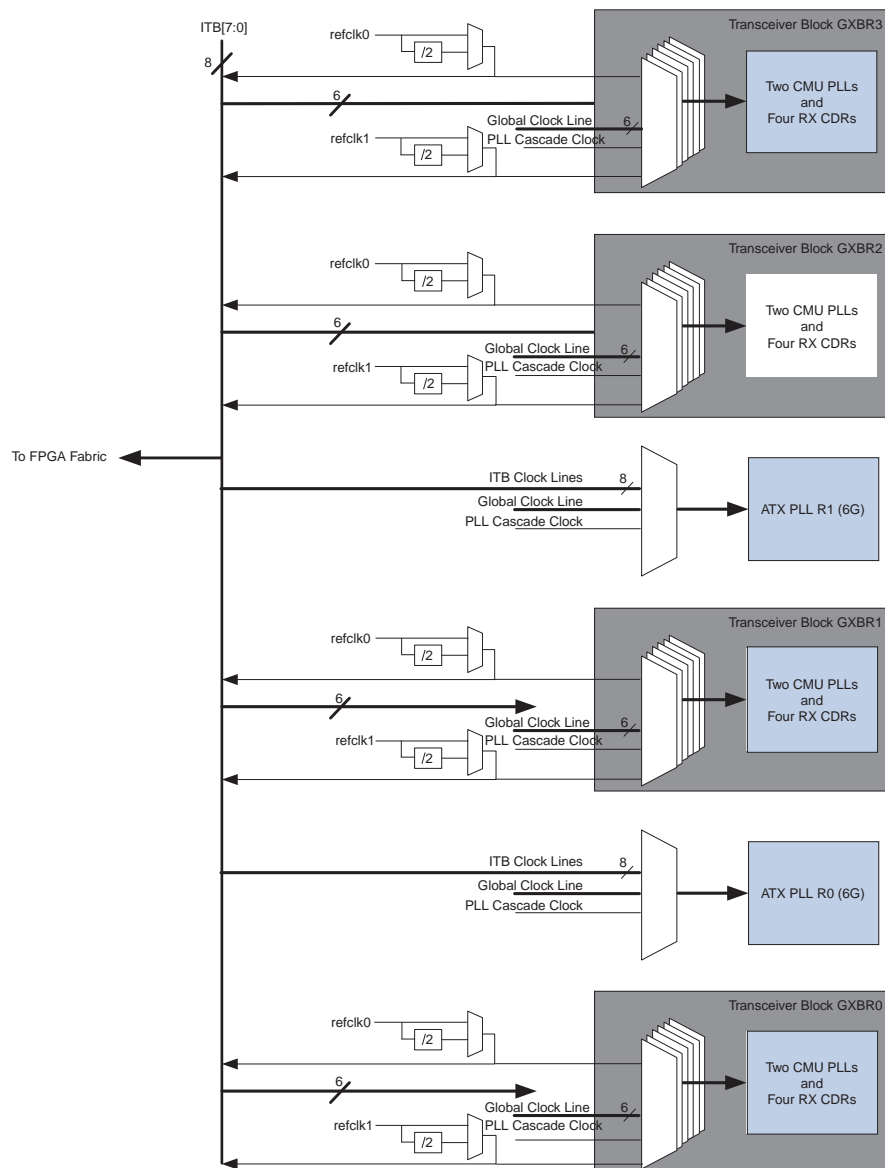 ITB[7:0]
8
refclk0
/2
Transceiver Block GXBR3
6
Two CMU PLLs
and
Four RX CDRs
Global Clock Line
6
PLL Cascade Clock
refclk1
/2
Transceiver Block GXBR2
refclk0
/2
6
Two CMU PLLs
and
Four RX CDRs
Global Clock Line
6
PLL Cascade Clock
refclk1
/2
To FPGA Fabric
ITB Clock Lines
8
Global Clock Line
PLL Cascade Clock
ATX PLL R1 (6G)
Transceiver Block GXBR1
refclk0
/2
6
Two CMU PLLs
and
Four RX CDRs
Global Clock Line
6
PLL Cascade Clock
refclk1
/2
ITB Clock Lines
8
Global Clock Line
PLL Cascade Clock
ATX PLL R0 (6G)
Transceiver Block GXBR0
refclk0
/2
6
Two CMU PLLs
and
Four RX CDRs
Global Clock Line
6
PLL Cascade Clock
refclk1
/2